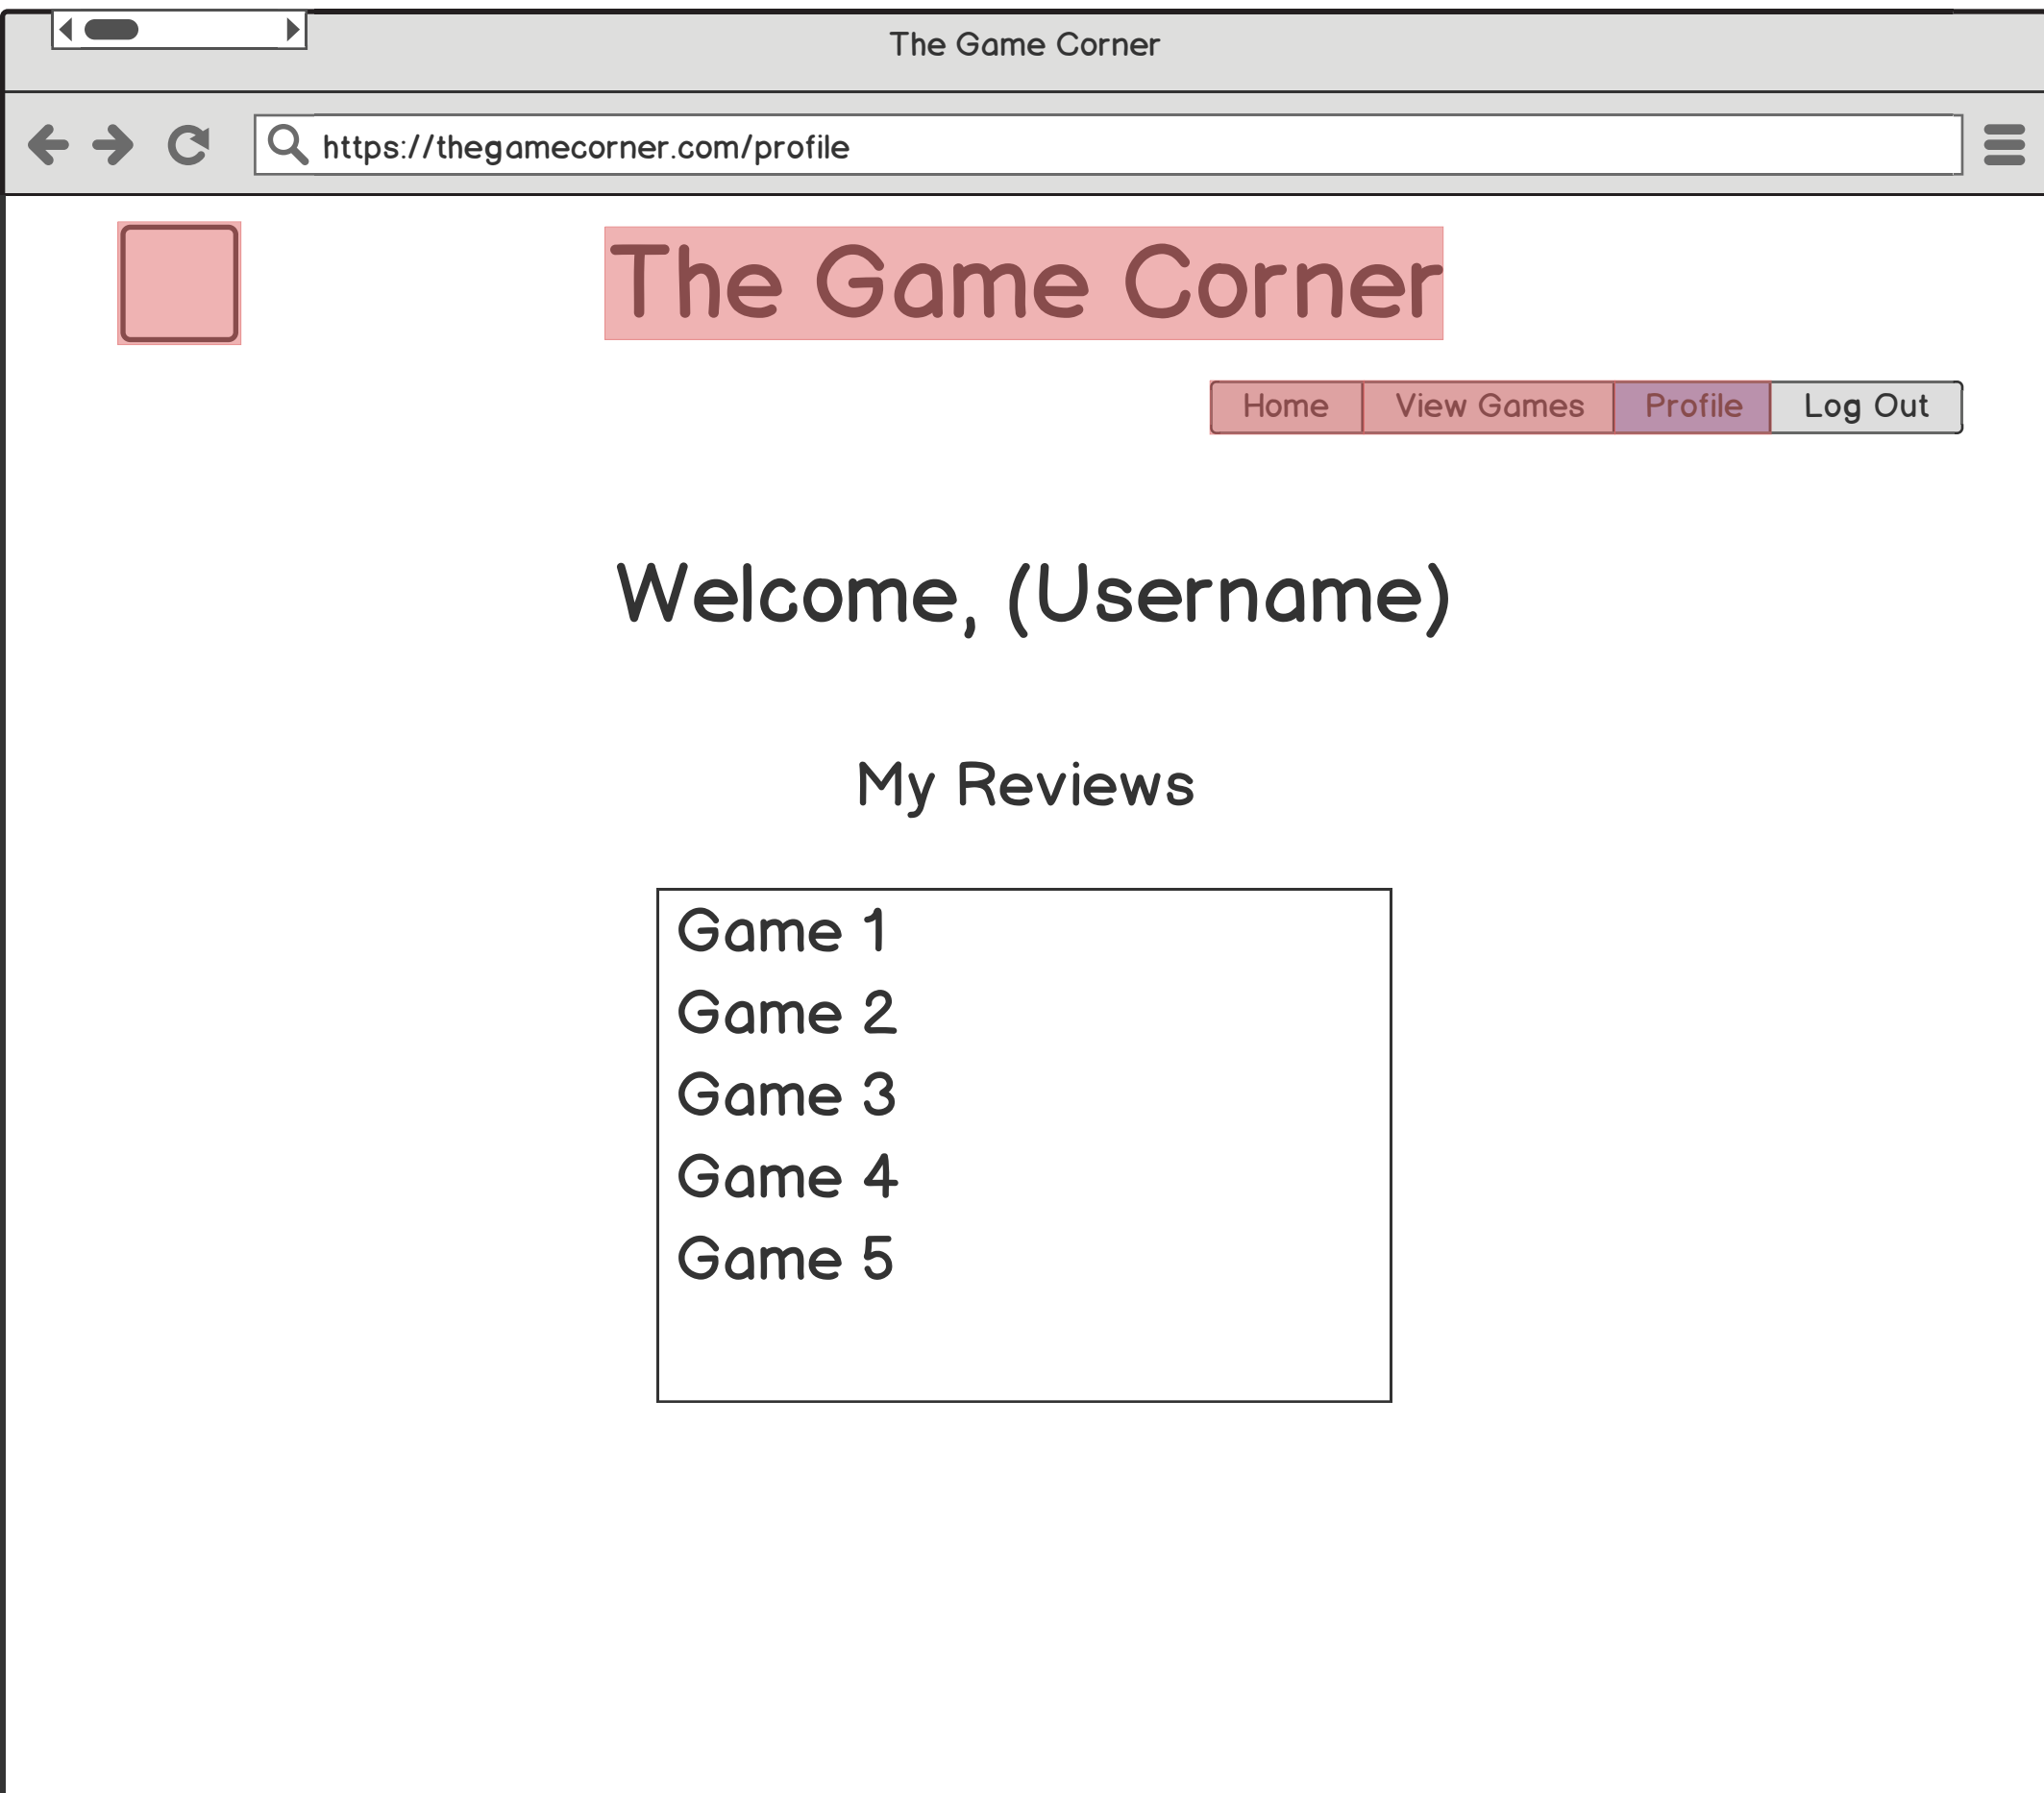 The Game Corner
https://thegamecorner.com/profile
The Game Corner
Home View Games Profile Log Out
Welcome, (Username)
My Reviews
Game 1
Game 2
Game 3
Game 4
Game 5